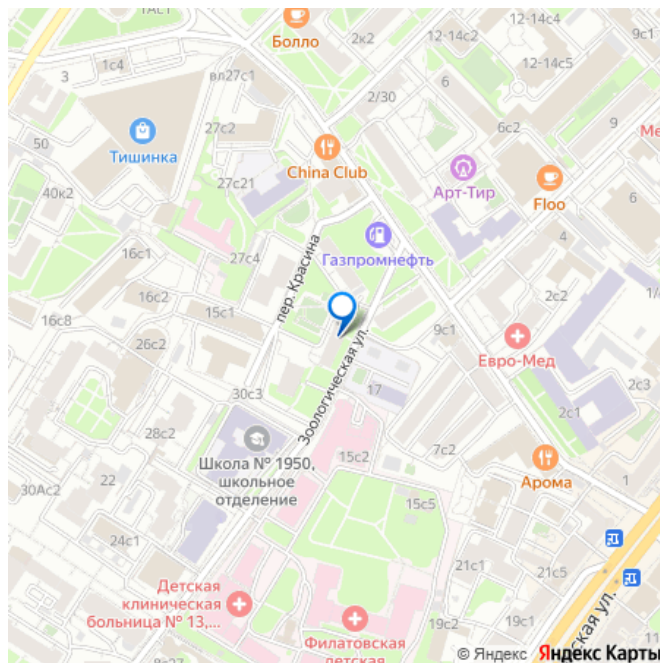 1АС1
Болло
2к2
12-14с2
9с1
12-14с5
3
1с4
вл27с1
2/30
6
9
6с2
Ме
50
Тишинка
27с2
China Club
Арт-Тир
Floo
40к2
27с21
6
4
пер. Красина
Газпромнефть
16с1
27с4
2с2
1/
16с2
15с1
16с8
9с1
Евро-Мед
26с2
Зоологическая ул.
17
2с3
30с3
2с1
28с2
Школа № 1950,
школьное
отделение
15с2
7с2
Арома
1
30Ас2
22
15с5
24с1
21с1
Детская
клиническая
больница № 13,...
21с5
19с2
19с2
Филатовская
детская
ская ул.
© Яндекс Яндекс Карты